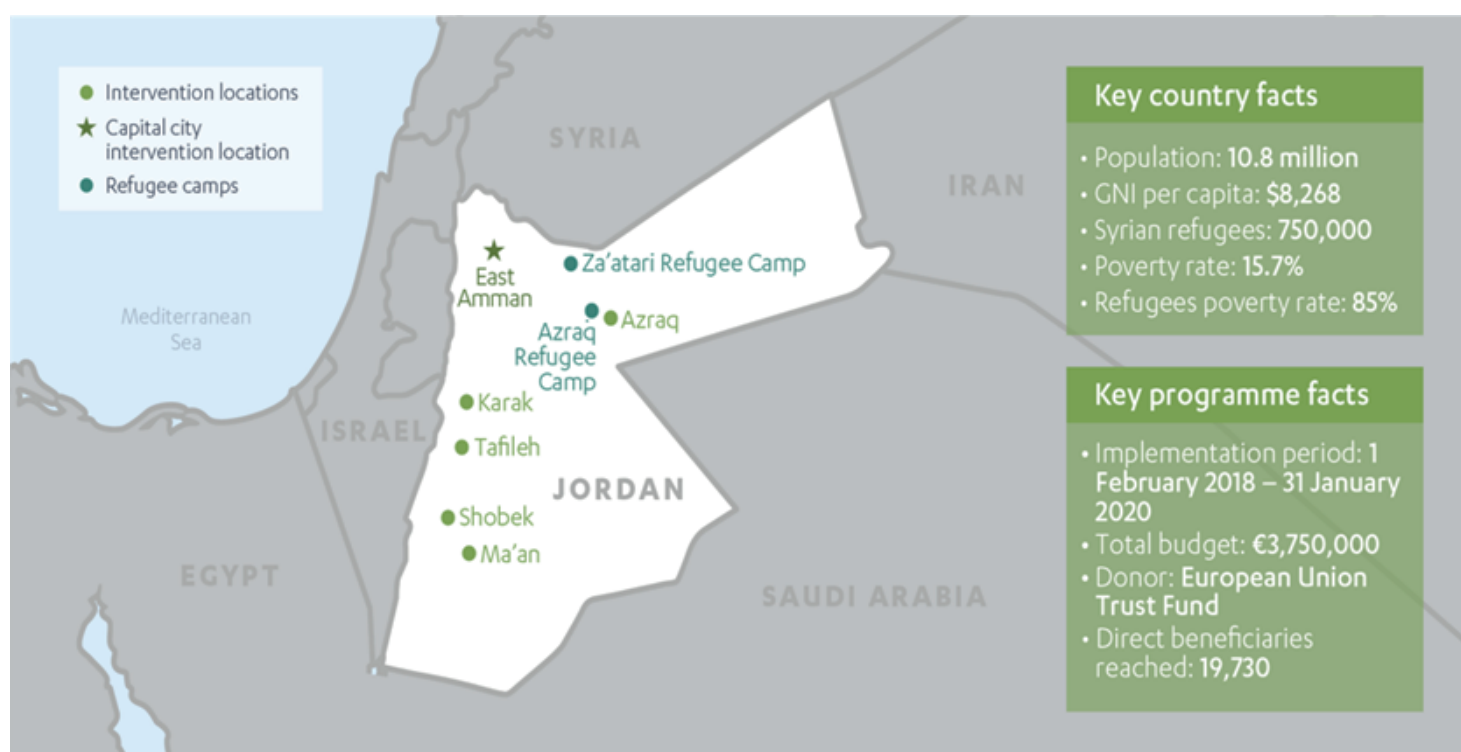 Intervention locations
Capital city
intervention location
Refugee camps
SYRIA
IRAN
Mediterranean
Sea
East
Amman
Za'atari Refugee Camp
Azraq
Azraq
Refugee
Camp
Karak
Tafileh
ISRAEL
JORDAN
Shobek
Ma'an
EGYPT
SAUDI ARABIA
Key country facts
• Population: 10.8 million
• GNI per capita: $8,268
• Syrian refugees: 750,000
• Poverty rate: 15.7%
• Refugees poverty rate: 85%
Key programme facts
• Implementation period: 1
February 2018 – 31 January
2020
• Total budget: €3,750,000
• Donor: European Union
Trust Fund
• Direct beneficiaries
reached: 19,730